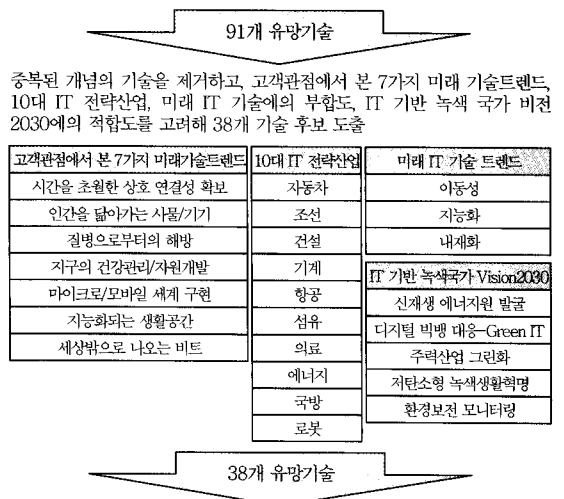 91개 유망기술
중복된 개념의 기술을 제거하고, 고객관점에서 본 7가지 미래 기술트렌드,
10대 IT 전략산업, 미래 IT 기술에의 부합도, IT 기반 녹색 국가 비전
2030에의 적합도를 고려해 38개 기술 후보 도출
고객관점에서 본 7가지 미래기술트렌드
시간을 초월한 상호 연결성 확보
인간을 닮아가는 사물/기기
질병으로부터의 해방
지구의 건강관리/자원개발
마이크로/모바일 세계 구현
지능화되는 생활공간
세상밖으로 나오는 비트
10대 IT 전략산업
자동차
조선
건설
기계
항공
섬유
의료
에너지
국방
로봇
미래 IT 기술 트렌드
이동성
지능화
내재화
IT 기반 녹색국가 Vision2030
신재생 에너지원 발굴
디지털 빅뱅 대응-Green IT
주력산업 그린화
저탄소형 녹색생활혁명
환경보전 모니터링
38개 유망기술